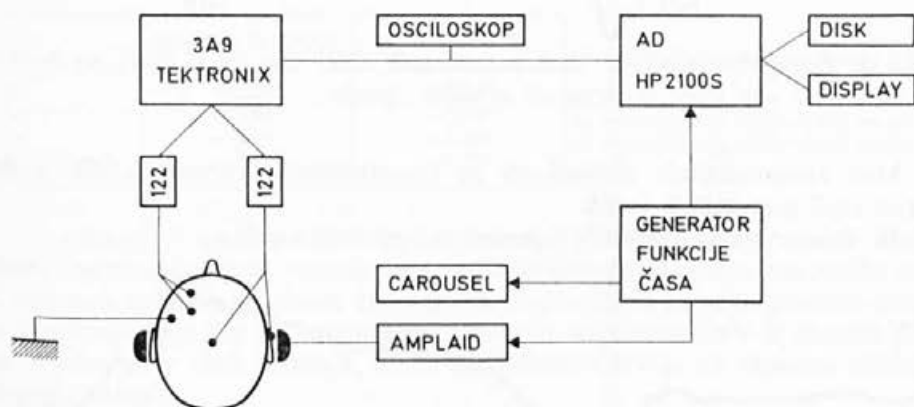 3A9
TEKTRONIX
OSCILOSKOP
AD
HP2100S
DISK
DISPLAY
122
122
GENERATOR
FUNKCIJE
ČASA
CAROUSEL
AMPLAID